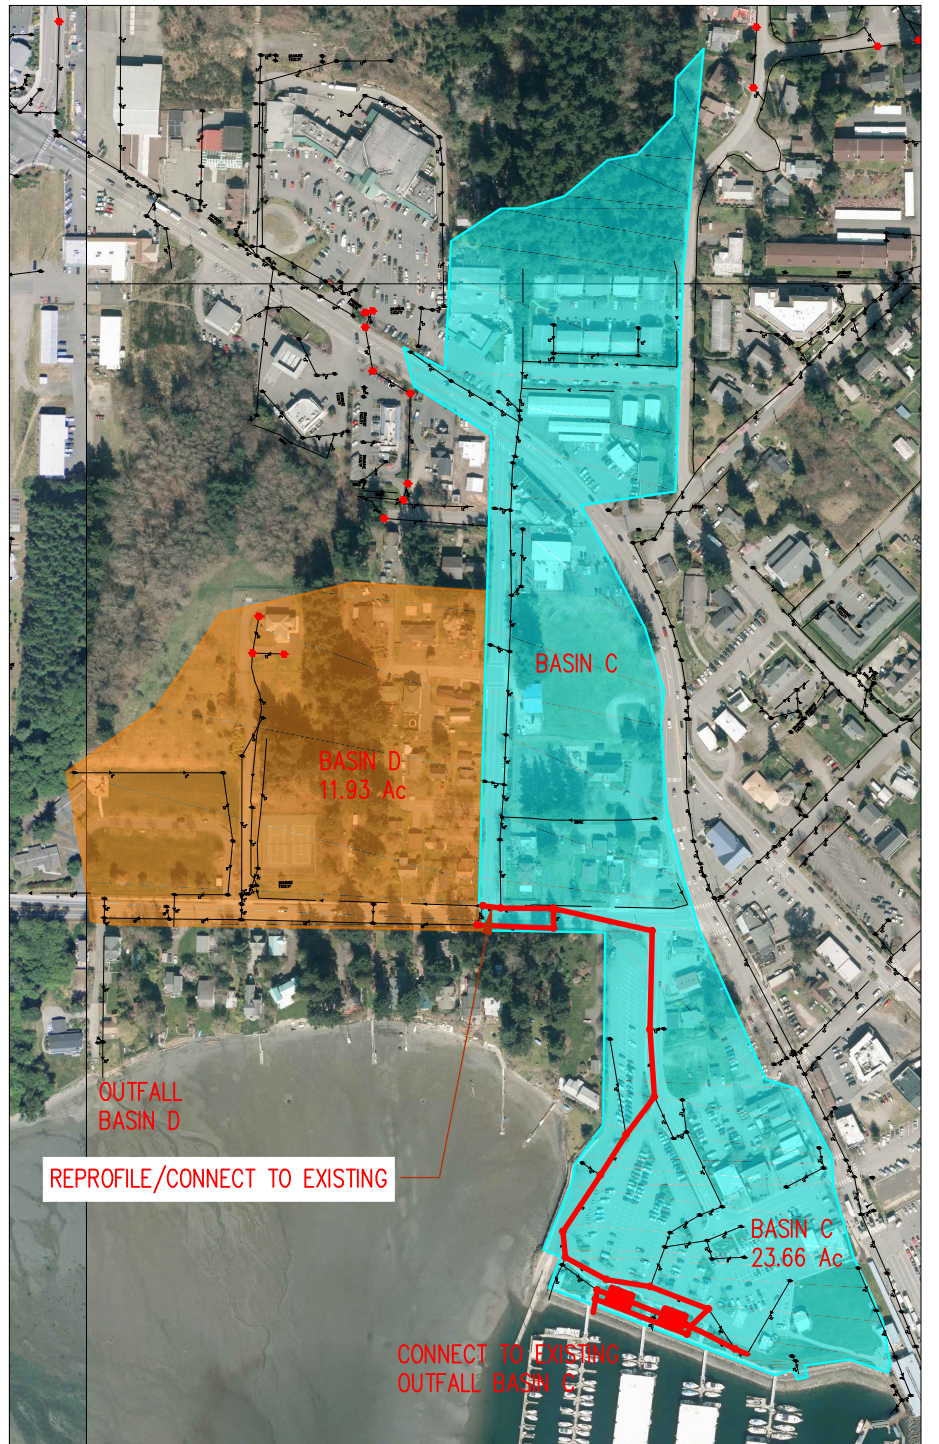 BASIN C
BASIN D
11.93 Ac
OUTFALL
BASIN D
REPROFILE/CONNECT TO EXISTING
BASIN C
23.66 Ac
CONNECT TO EXISTING
OUTFALL BASIN C